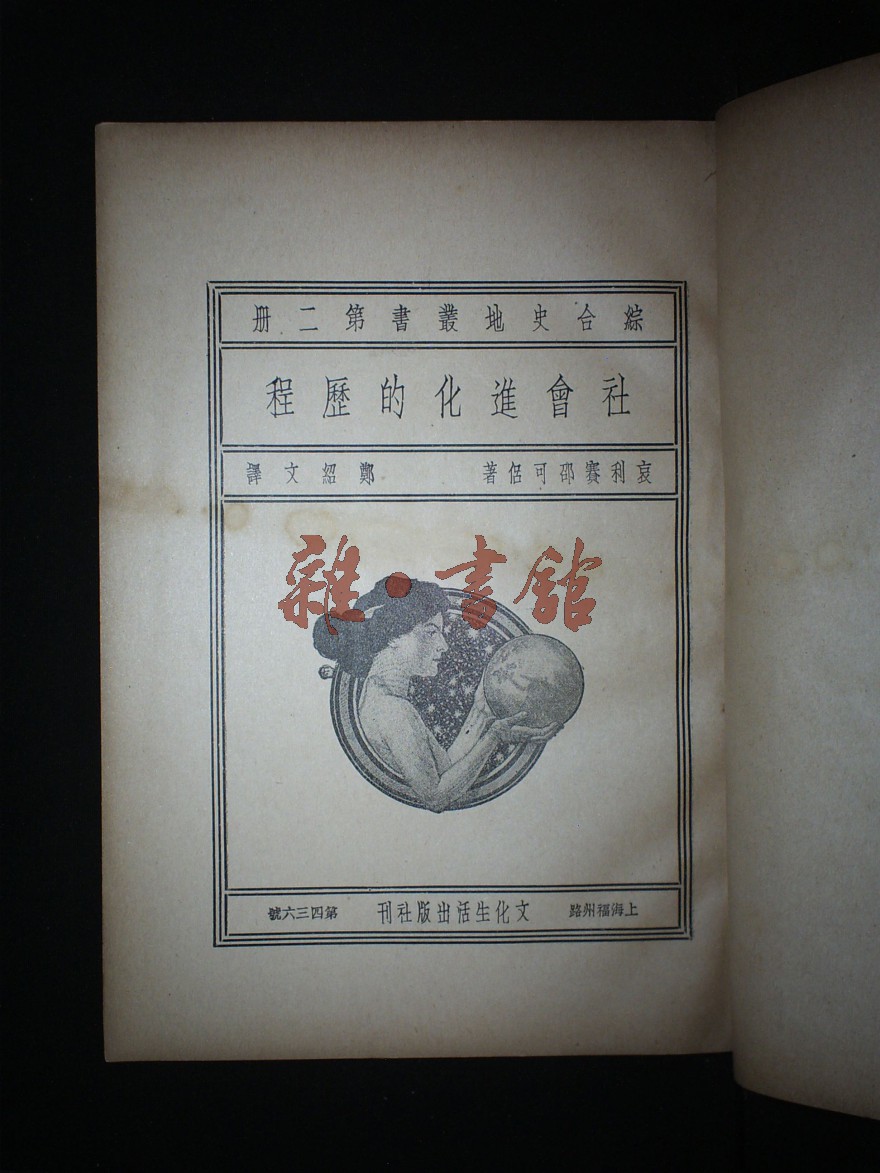 綜合史地叢書第二册
社會進化的歷程
哀利賽邵可侶著 鄭紹文譯
雜·書館
上海福州路 文化生活出版社刊 第四三六號